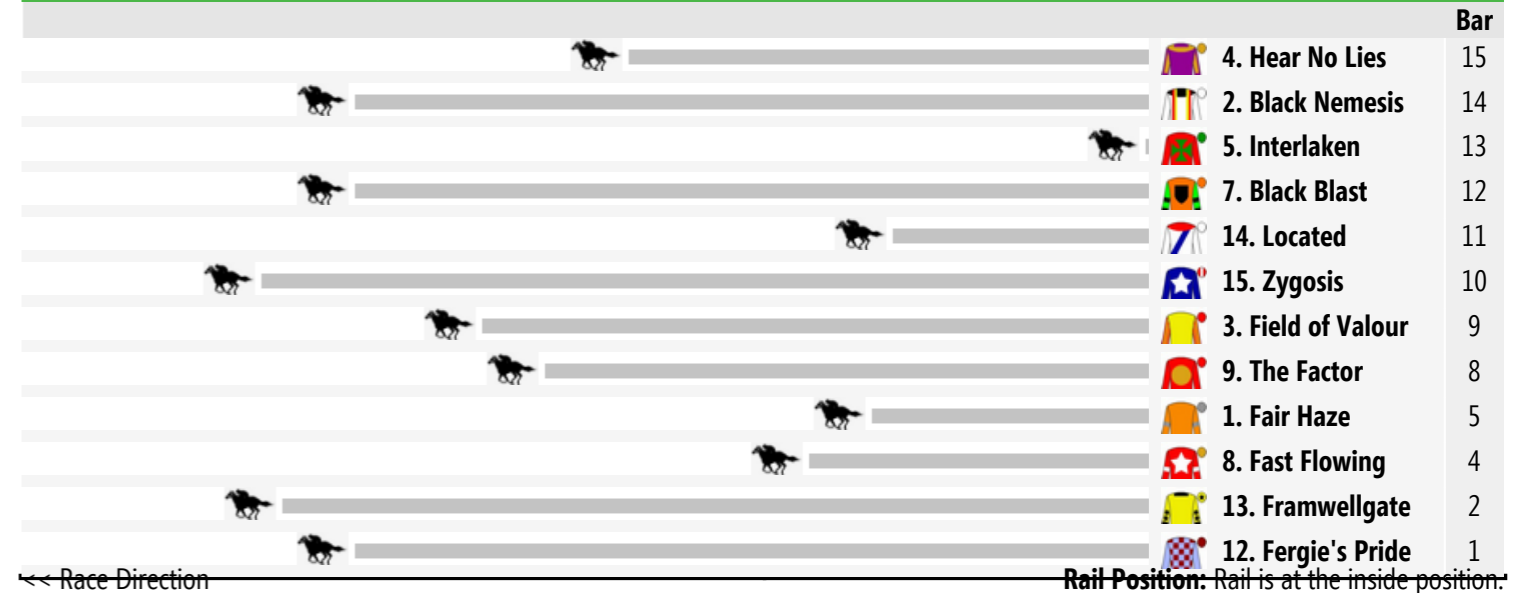 Bar
4. Hear No Lies 15
2. Black Nemesis 14
5. Interlaken 13
7. Black Blast 12
14. Located 11
15. Zygosis 10
3. Field of Valour 9
9. The Factor 8
1. Fair Haze 5
8. Fast Flowing 4
13. Framwellgate 2
12. Fergie's Pride 1
<< Race Direction Rail Position: Rail is at the inside position.